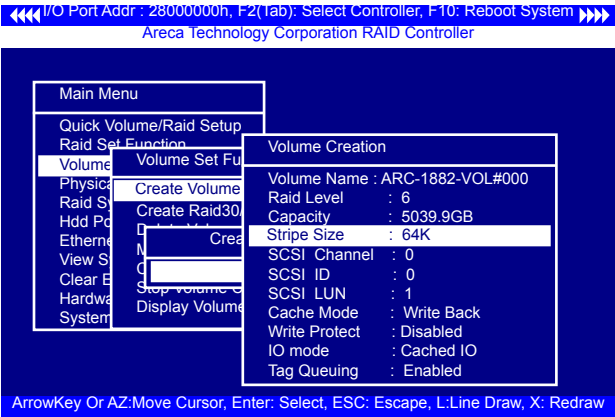 I/O Port Addr : 28000000h, F2(Tab): Select Controller, F10: Reboot System
Areca Technology Corporation RAID Controller
Main Menu
Quick Volume/Raid Setup
Raid Set Function
Volume
Physica
Raid Sy
Hdd Po
Etherne
View S
Clear E
Hardwa
System
Volume Set Fu
Create Volume
Create Raid30/
Display Volume
Crea
Volume Creation
Volume Name : ARC-1882-VOL#000
Raid Level : 6
Capacity : 5039.9GB
Stripe Size : 64K
SCSI Channel : 0
SCSI ID : 0
SCSI LUN : 1
Cache Mode : Write Back
Write Protect : Disabled
IO mode : Cached IO
Tag Queuing : Enabled
ArrowKey Or AZ:Move Cursor, Enter: Select, ESC: Escape, L:Line Draw, X: Redraw